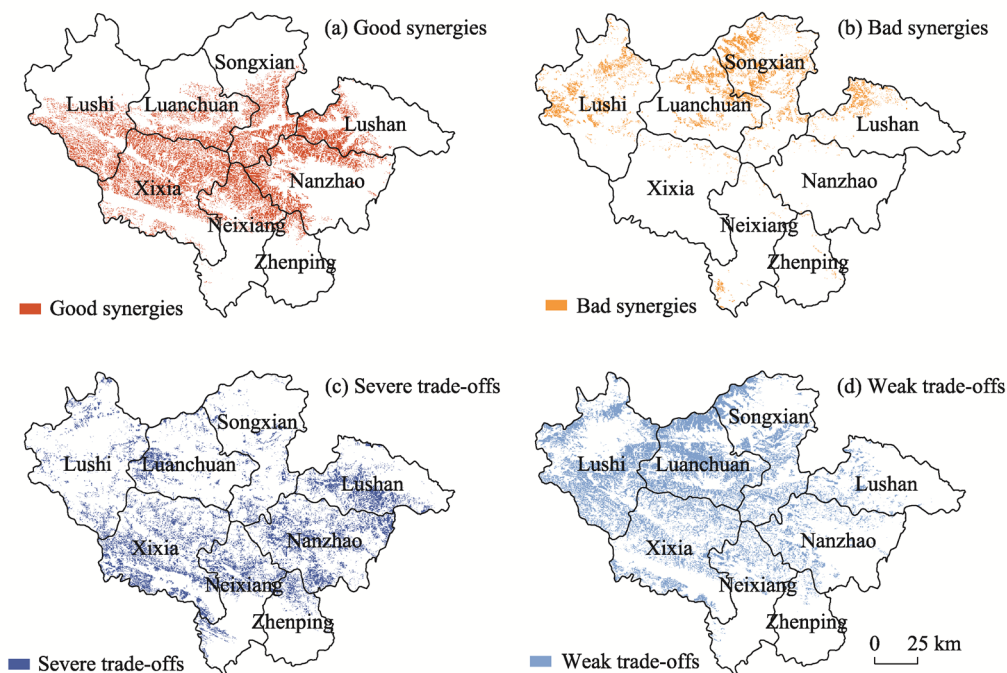 (a) Good synergies
Songxian
Lushi
Luanchuan
Lushan
Xixia
Nanzhao
Neixiang
Zhenping
Good synergies
(b) Bad synergies
Songxian
Lushi
Luanchuan
Lushan
Xixia
Nanzhao
Neixiang
Zhenping
Bad synergies
(c) Severe trade-offs
Songxian
Lushi
Luanchuan
Lushan
Xixia
Nanzhao
Neixiang
Zhenping
Severe trade-offs
(d) Weak trade-offs
Songxian
Lushi
Luanchuan
Lushan
Xixia
Nanzhao
Neixiang
Zhenping
0 25 km
Weak trade-offs